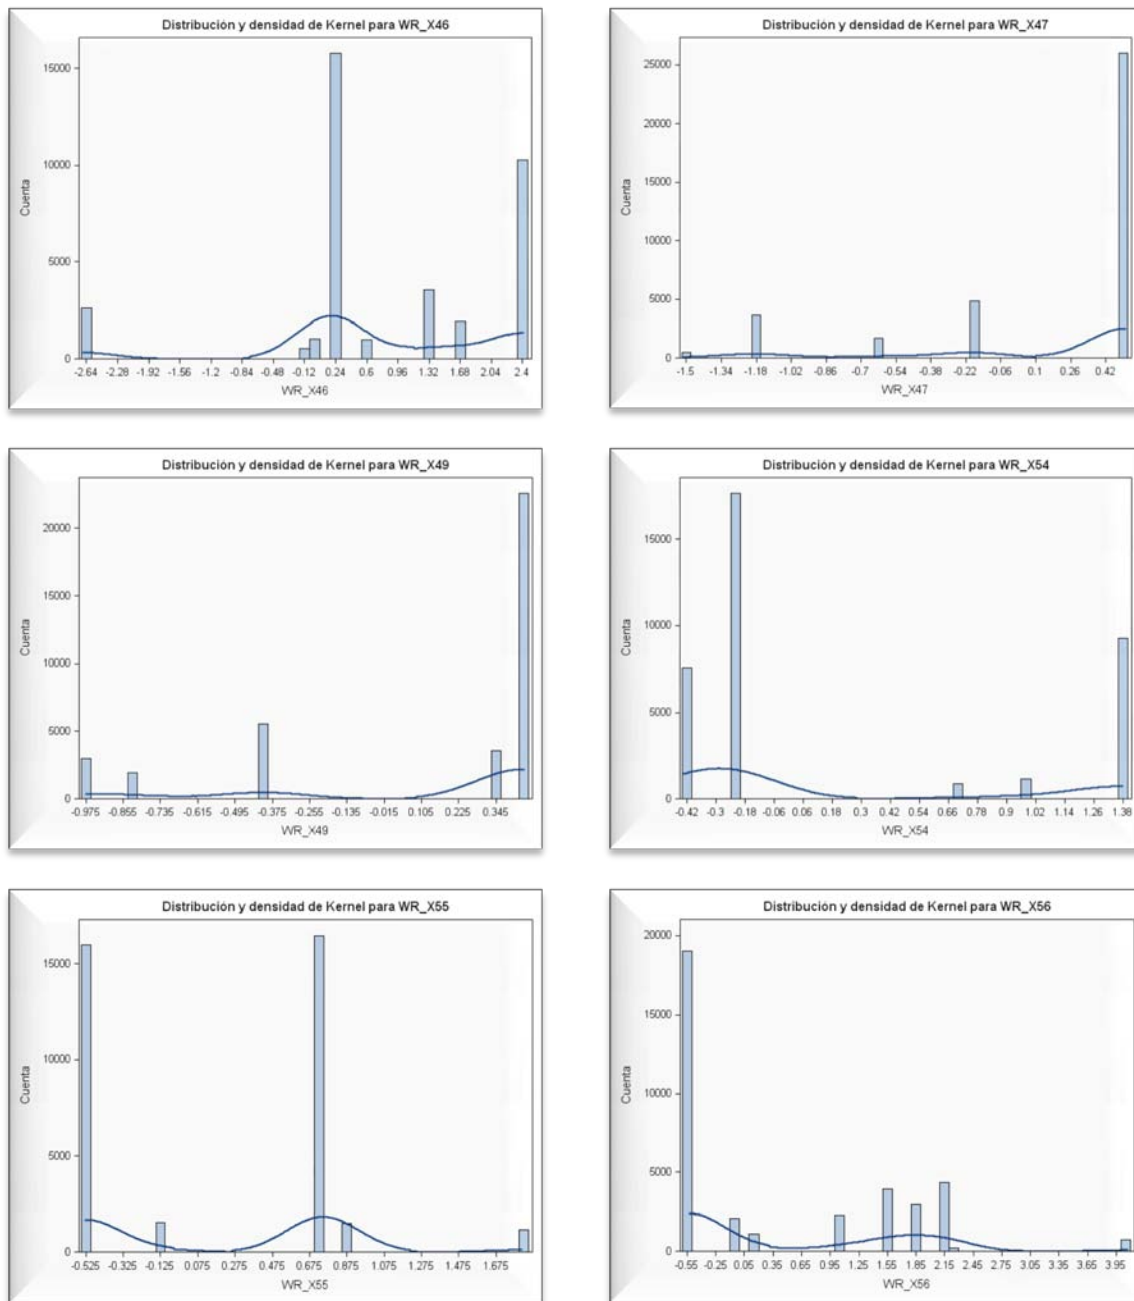 Distribución y densidad de Kernel para WR_X46
15000
10000
5000
0
Cuenta
-2.64 -2.28 -1.92 -1.56 -1.2 -0.84 -0.48 -0.12 0.24 0.6 0.96 1.32 1.68 2.04 2.4
WR_X46
Distribución y densidad de Kernel para WR_X47
25000
20000
15000
10000
5000
0
Cuenta
-1.5 -1.34 -1.18 -1.02 -0.86 -0.7 -0.54 -0.38 -0.22 -0.06 0.1 0.26 0.42
WR_X47
Distribución y densidad de Kernel para WR_X49
20000
15000
10000
5000
0
Cuenta
-0.975 -0.855 -0.735 -0.615 -0.495 -0.375 -0.255 -0.135 -0.015 0.105 0.225 0.345
WR_X49
Distribución y densidad de Kernel para WR_X54
15000
10000
5000
0
Cuenta
-0.42 -0.3 -0.18 -0.06 0.06 0.18 0.3 0.42 0.54 0.66 0.78 0.9 1.02 1.14 1.26 1.38
WR_X54
Distribución y densidad de Kernel para WR_X55
15000
10000
5000
0
Cuenta
-0.525 -0.325 -0.125 0.075 0.275 0.475 0.675 0.875 1.075 1.275 1.475 1.675
WR_X55
Distribución y densidad de Kernel para WR_X56
20000
15000
10000
5000
0
Cuenta
-0.55 -0.25 0.05 0.35 0.65 0.95 1.25 1.55 1.85 2.15 2.45 2.75 3.05 3.35 3.65 3.95
WR_X56